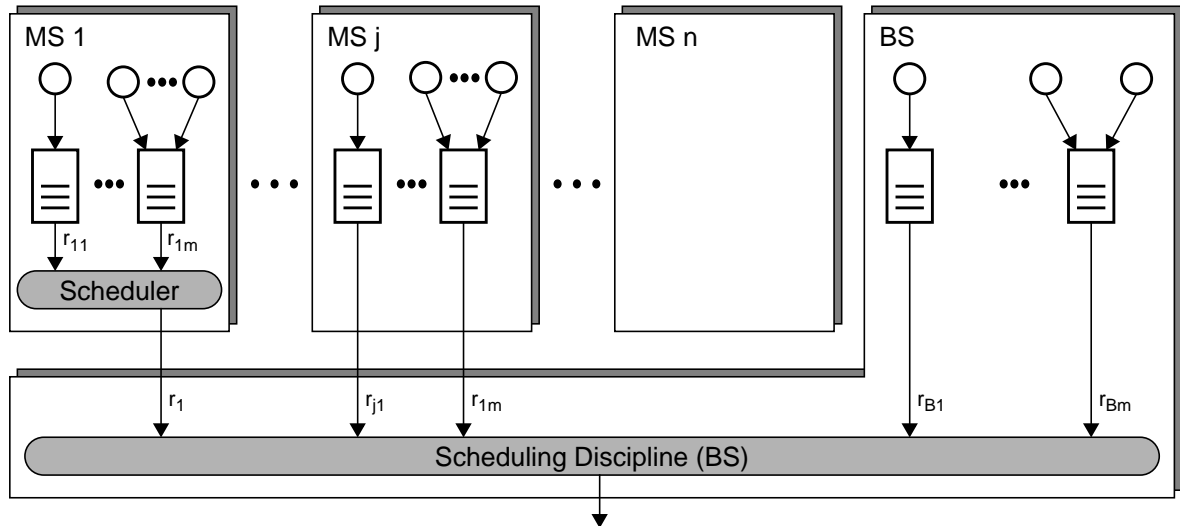 MS 1
MS j
MS n
BS
r11
r1m
Scheduler
r1
rj1
r1m
rB1
rBm
Scheduling Discipline (BS)